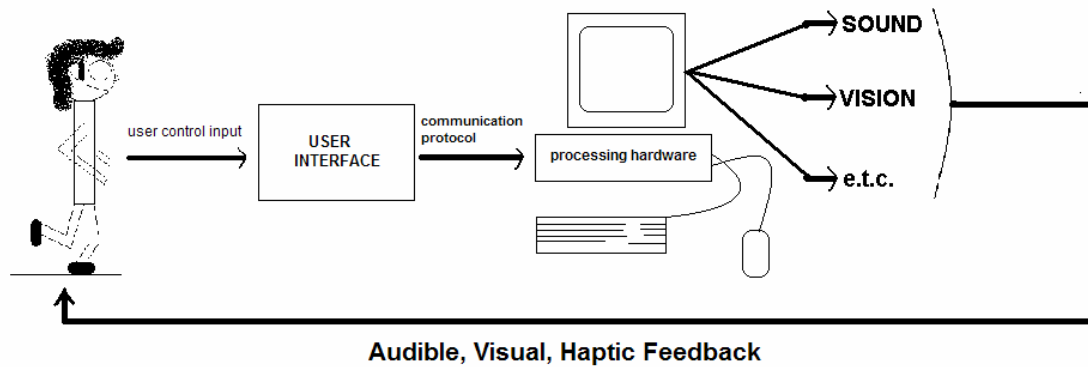 SOUND
VISION
e.t.c.
user control input
USER
INTERFACE
communication
protocol
processing hardware
Audible, Visual, Haptic Feedback